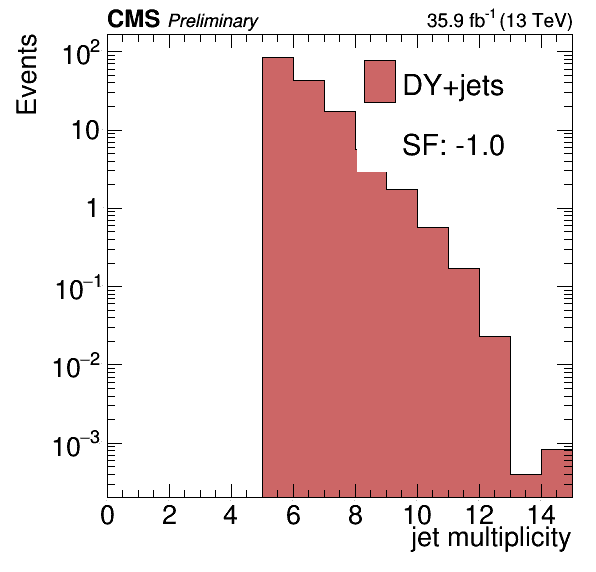 CMS Preliminary 35.9 fb⁻¹ (13 TeV)
Events
10²
10
1
10⁻¹
10⁻²
10⁻³
DY+jets
SF: -1.0
0 2 4 6 8 10 12 14
jet multiplicity